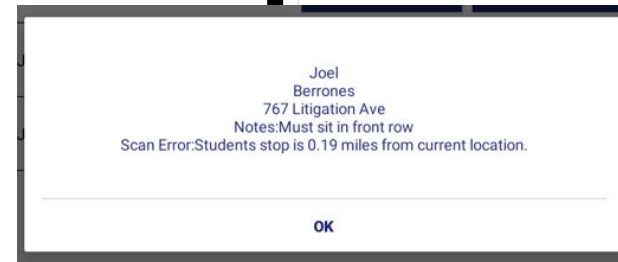 Joel
Berrones
767 Litigation Ave
Notes:Must sit in front row
Scan Error:Students stop is 0.19 miles from current location.
OK